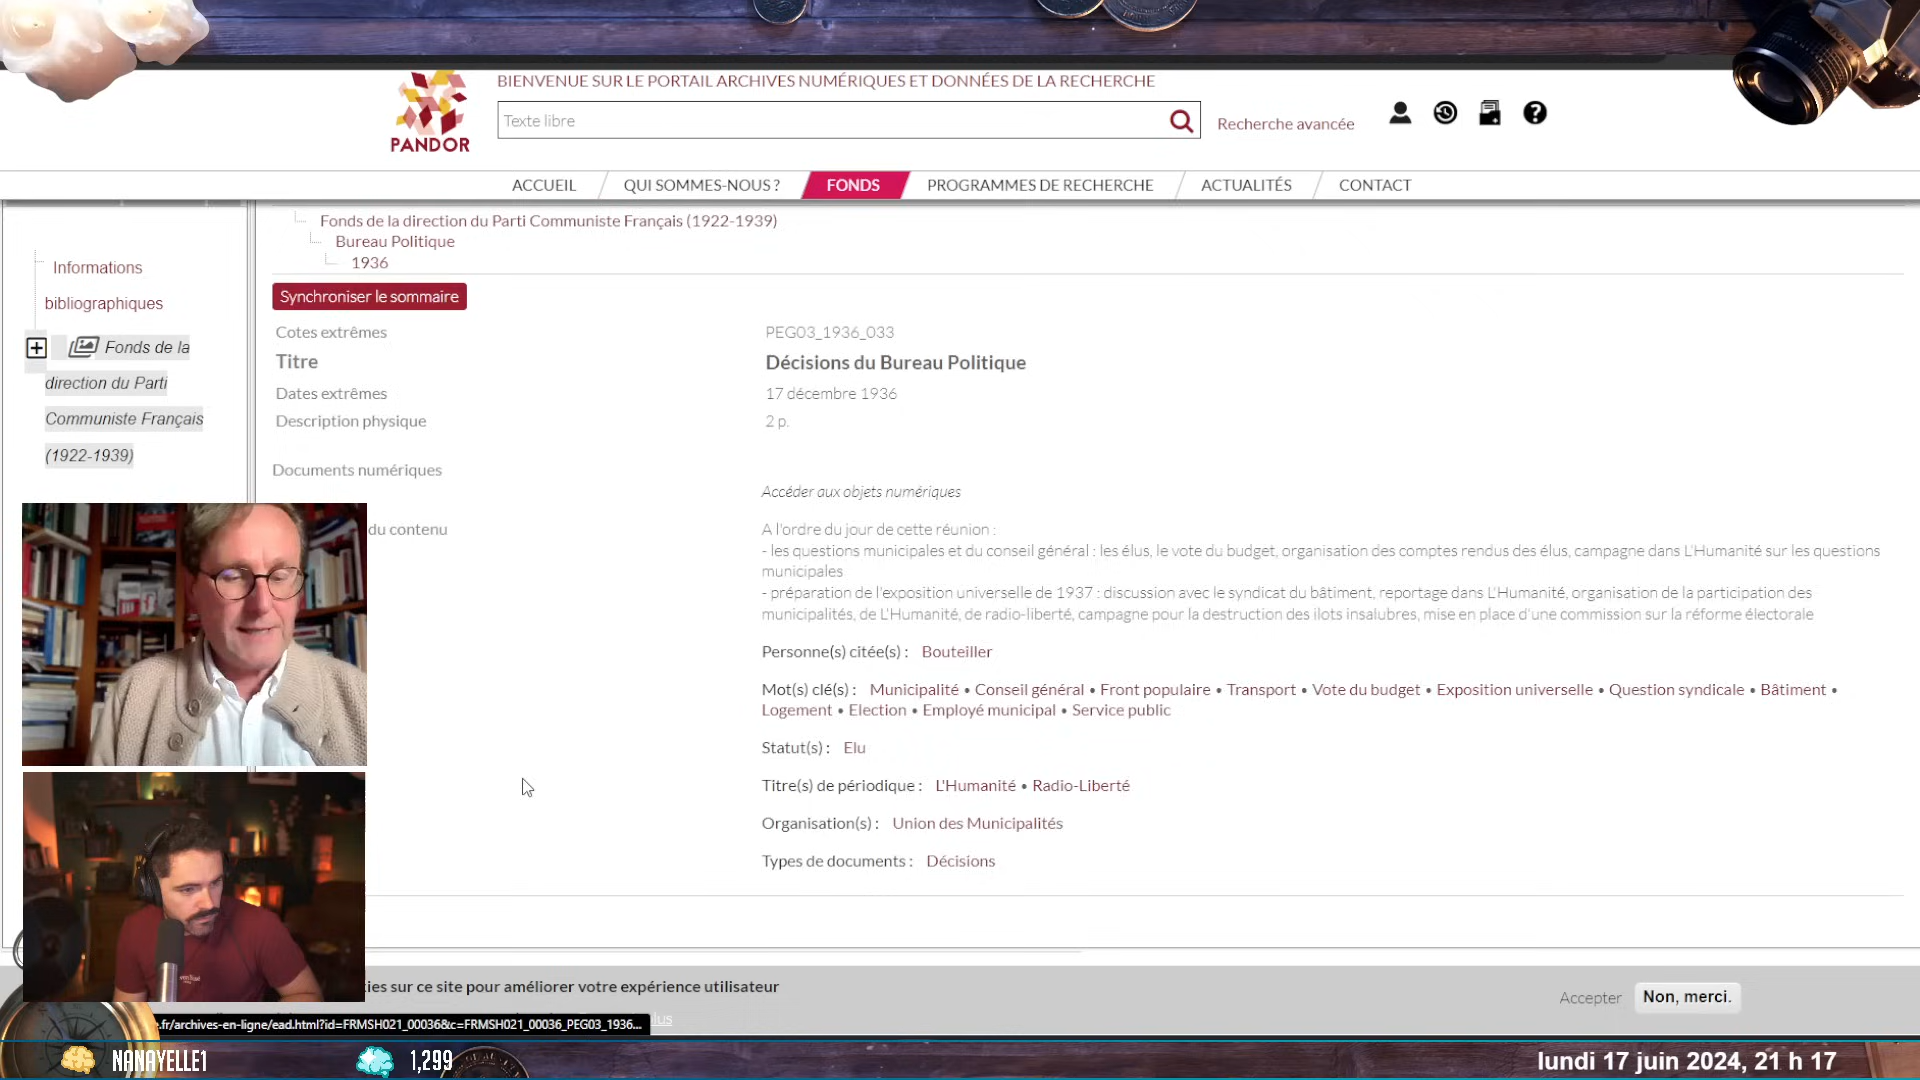 BIENVENUE SUR LE PORTAIL ARCHIVES NUMÉRIQUES ET DONNÉES DE LA RECHERCHE
PANDOR
Texte libre
Recherche avancée
ACCUEIL
QUI SOMMES-NOUS ?
FONDS
PROGRAMMES DE RECHERCHE
ACTUALITÉS
CONTACT
Informations
bibliographiques
Fonds de la
direction du Parti
Communiste Français
(1922-1939)
Fonds de la direction du Parti Communiste Français (1922-1939)
Bureau Politique
1936
Synchroniser le sommaire
Cotes extrêmes PEG03_1936_033
Titre Décisions du Bureau Politique
Dates extrêmes 17 décembre 1936
Description physique 2 p.
Documents numériques
Accéder aux objets numériques
du contenu A l'ordre du jour de cette réunion :
- les questions municipales et du conseil général : les élus, le vote du budget, organisation des comptes rendus des élus, campagne dans L'Humanité sur les questions
municipales
- préparation de l'exposition universelle de 1937 : discussion avec le syndicat du bâtiment, reportage dans L'Humanité, organisation de la participation des
municipalités, de L'Humanité, de radio-liberté, campagne pour la destruction des ilots insalubres, mise en place d'une commission sur la réforme électorale
Personne(s) citée(s) : Bouteiller
Mot(s) clé(s) : Municipalité • Conseil général • Front populaire • Transport • Vote du budget • Exposition universelle • Question syndicale • Bâtiment •
Logement • Election • Employé municipal • Service public
Statut(s) : Elu
Titre(s) de périodique : L'Humanité • Radio-Liberté
Organisation(s) : Union des Municipalités
Types de documents : Décisions
ies sur ce site pour améliorer votre expérience utilisateur
Accepter
Non, merci.
lus
e.fr/archives-en-ligne/ead.html?id=FRMSH021_00036&c=FRMSH021_00036_PEG03_1936...
NANAYELLE1
1,299
lundi 17 juin 2024, 21 h 17